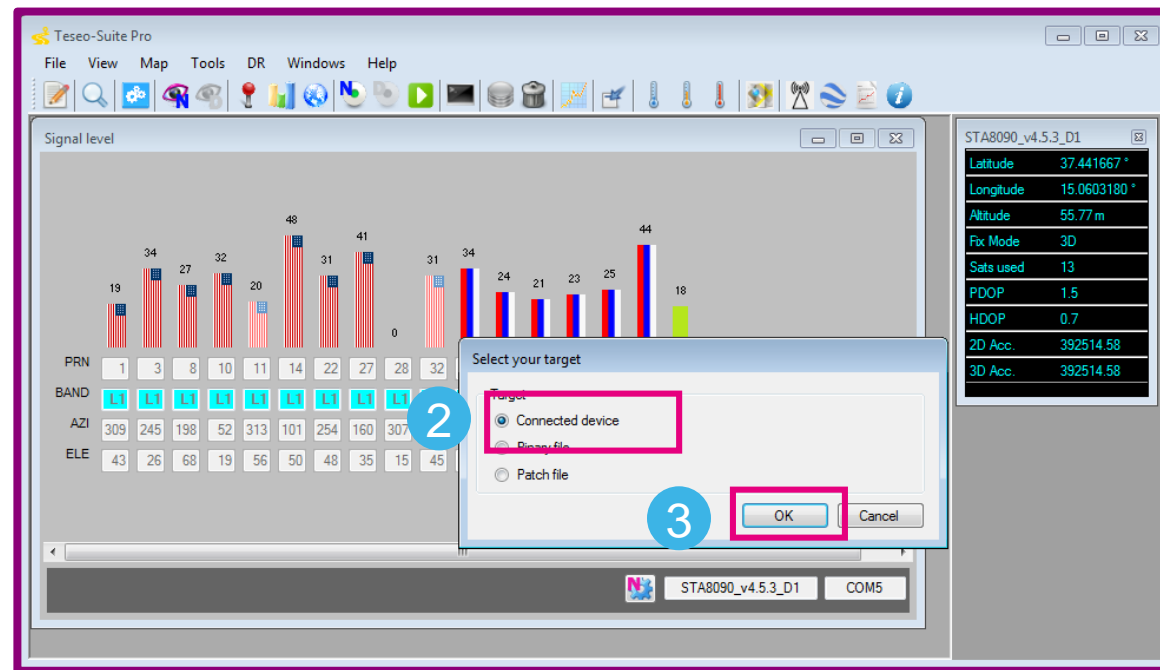 Teseo-Suite Pro
File View Map Tools DR Windows Help
Signal level
19 34 27 32 20 48 31 41 0 31 34 24 21 23 25 44 18
PRN 1 3 8 10 11 14 22 27 28 32
BAND L1 L1 L1 L1 L1 L1 L1 L1 L1
AZI 309 245 198 52 313 101 254 160 307
ELE 43 26 68 19 56 50 48 35 15 45
Select your target
Target
2
Connected device
Binary file
Patch file
3
OK Cancel
STA8090_v4.5.3_D1 COM5
STA8090_v4.5.3_D1
Latitude 37.441667 °
Longitude 15.0603180 °
Altitude 55.77 m
Fix Mode 3D
Sats used 13
PDOP 1.5
HDOP 0.7
2D Acc. 392514.58
3D Acc. 392514.58